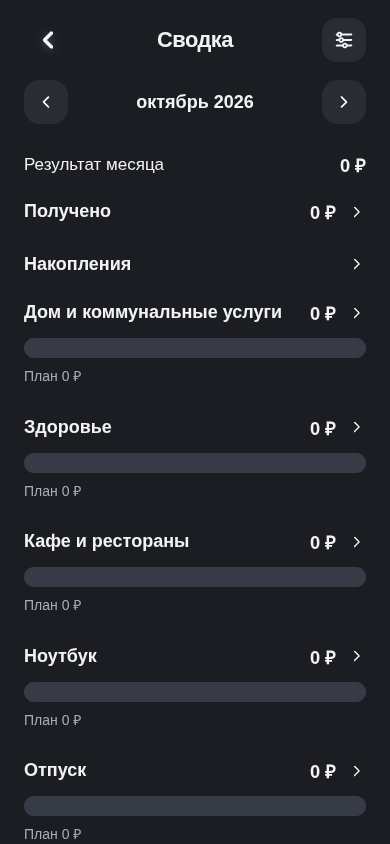 Сводка
октябрь 2026
Результат месяца 0 ₽
Получено 0 ₽
Накопления
Дом и коммунальные услуги 0 ₽
План 0 ₽
Здоровье 0 ₽
План 0 ₽
Кафе и рестораны 0 ₽
План 0 ₽
Ноутбук 0 ₽
План 0 ₽
Отпуск 0 ₽
План 0 ₽